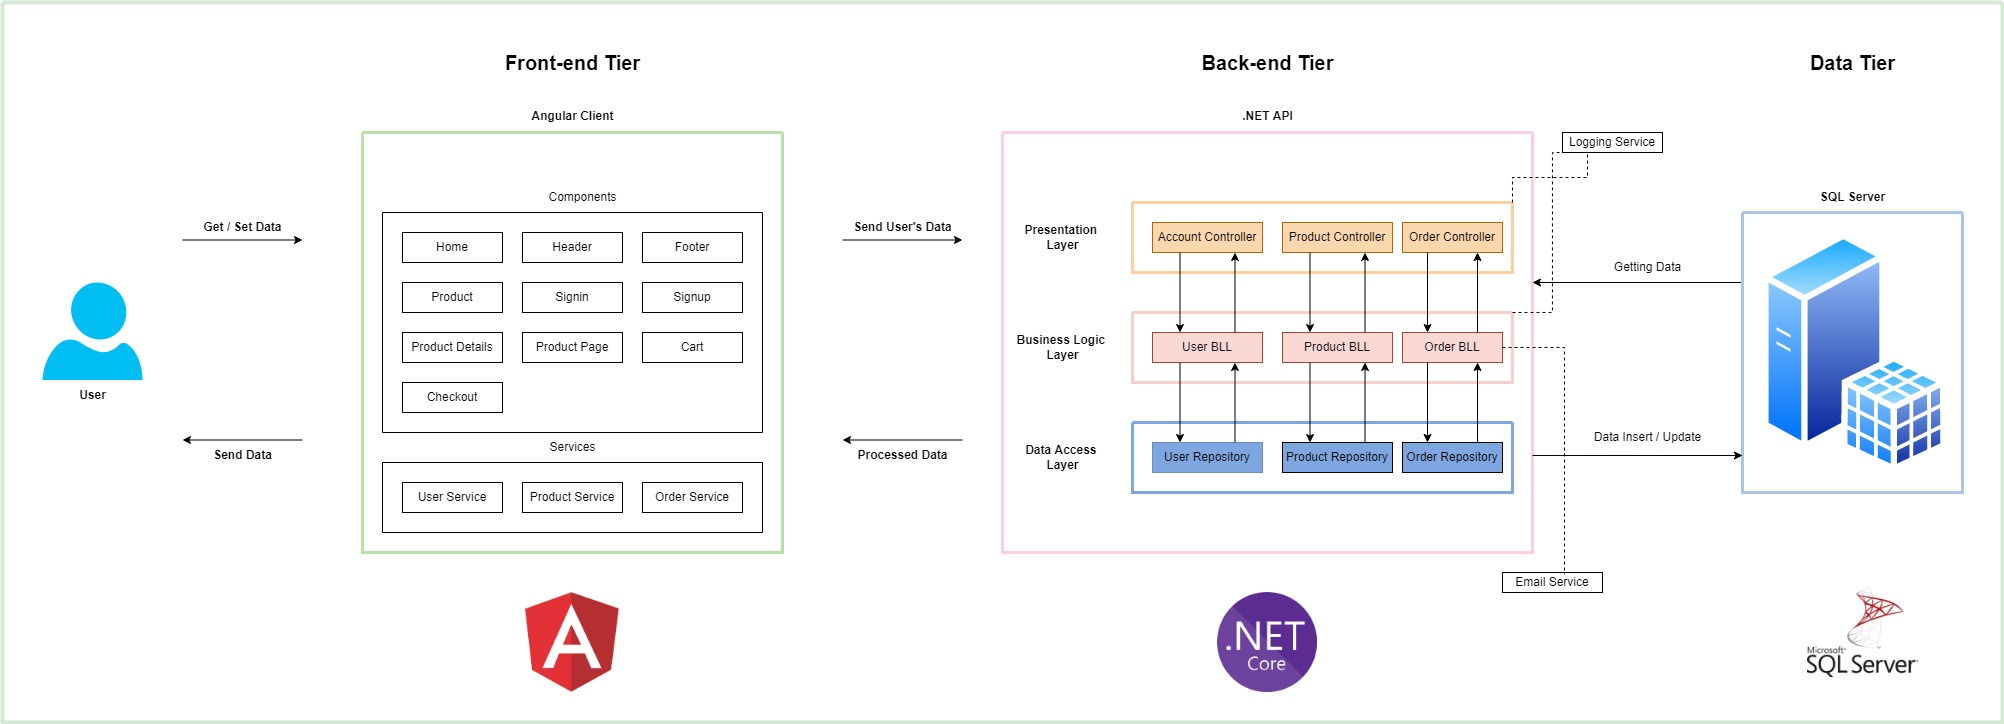 Front-end Tier
Back-end Tier
Data Tier
Angular Client
.NET API
Logging Service
Components
SQL Server
Get / Set Data
Home
Header
Footer
Send User's Data
Presentation
Layer
Account Controller
Product Controller
Order Controller
Getting Data
Product
Signin
Signup
Product Details
Product Page
Cart
Business Logic
Layer
User BLL
Product BLL
Order BLL
User
Checkout
Services
Send Data
Processed Data
Data Access
Layer
User Repository
Product Repository
Order Repository
Data Insert / Update
User Service
Product Service
Order Service
Email Service
A
.NET
Core
Microsoft®
SQL Server®